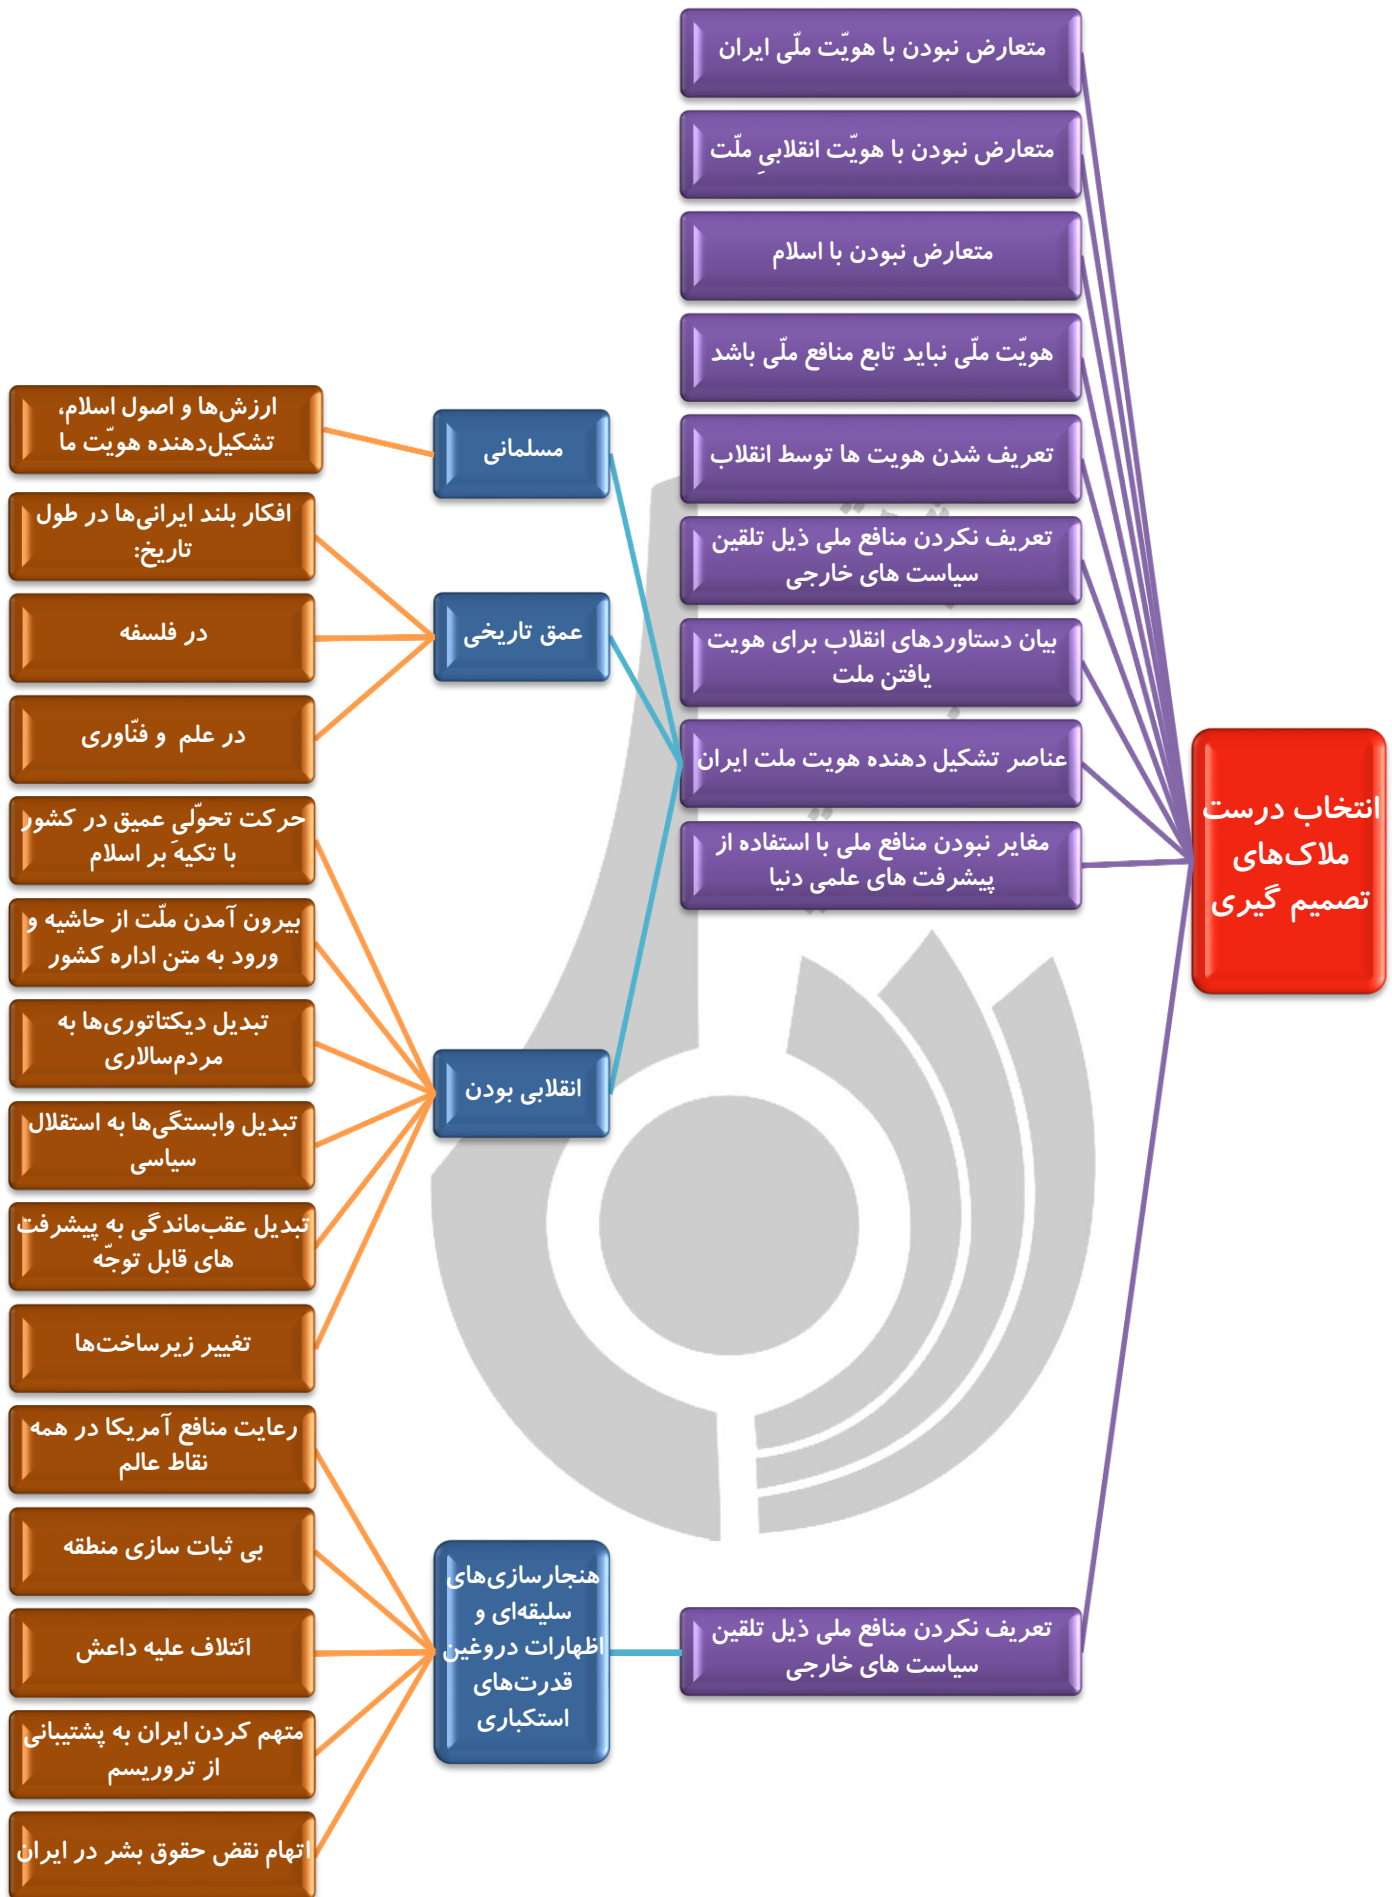 انتخاب درست
ملاک‌های
تصمیم گیری
متعارض نبودن با هویّت ملّی ایران
متعارض نبودن با هویّت انقلابیِ ملّت
متعارض نبودن با اسلام
هویّت ملّی نباید تابع منافع ملّی باشد
تعریف شدن هویت ها توسط انقلاب
تعریف نکردن منافع ملی ذیل تلقین
سیاست های خارجی
بیان دستاوردهای انقلاب برای هویت
یافتن ملت
عناصر تشکیل دهنده هویت ملت ایران
مسلمانی
ارزش‌ها و اصول اسلام،
تشکیل‌دهنده هویّت ما
عمق تاریخی
افکار بلند ایرانی‌ها در طول
تاریخ:
در فلسفه
در علم و فنّاوری
انقلابی بودن
حرکت تحوّلیِ عمیق در کشور
با تکیه بر اسلام
بیرون آمدن ملّت از حاشیه و
ورود به متن اداره کشور
تبدیل دیکتاتوری‌ها به
مردم‌سالاری
تبدیل وابستگی‌ها به استقلال
سیاسی
تبدیل عقب‌ماندگی به پیشرفت
های قابل توجّه
تغییر زیرساخت‌ها
مغایر نبودن منافع ملی با استفاده از
پیشرفت های علمی دنیا
تعریف نکردن منافع ملی ذیل تلقین
سیاست های خارجی
هنجارسازی‌های
سلیقه‌ای و
اظهارات دروغین
قدرت‌های
استکباری
رعایت منافع آمریکا در همه
نقاط عالم
بی ثبات سازی منطقه
ائتلاف علیه داعش
متهم کردن ایران به پشتیبانی
از تروریسم
اتهام نقض حقوق بشر در ایران